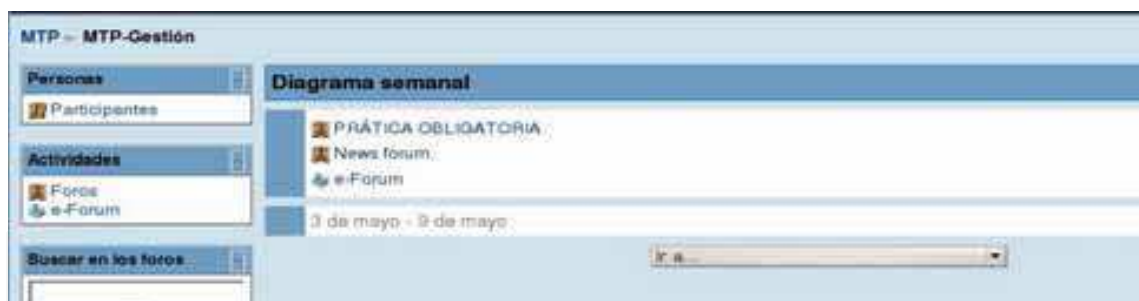 MTP – MTP-Gestión
Personas
Participantes
Actividades
Foros
e-Forum
Buscar en los foros
Diagrama semanal
PRÁTICA OBLIGATORIA.
News forum.
e-Forum
3 de mayo - 9 de mayo
Ir a...